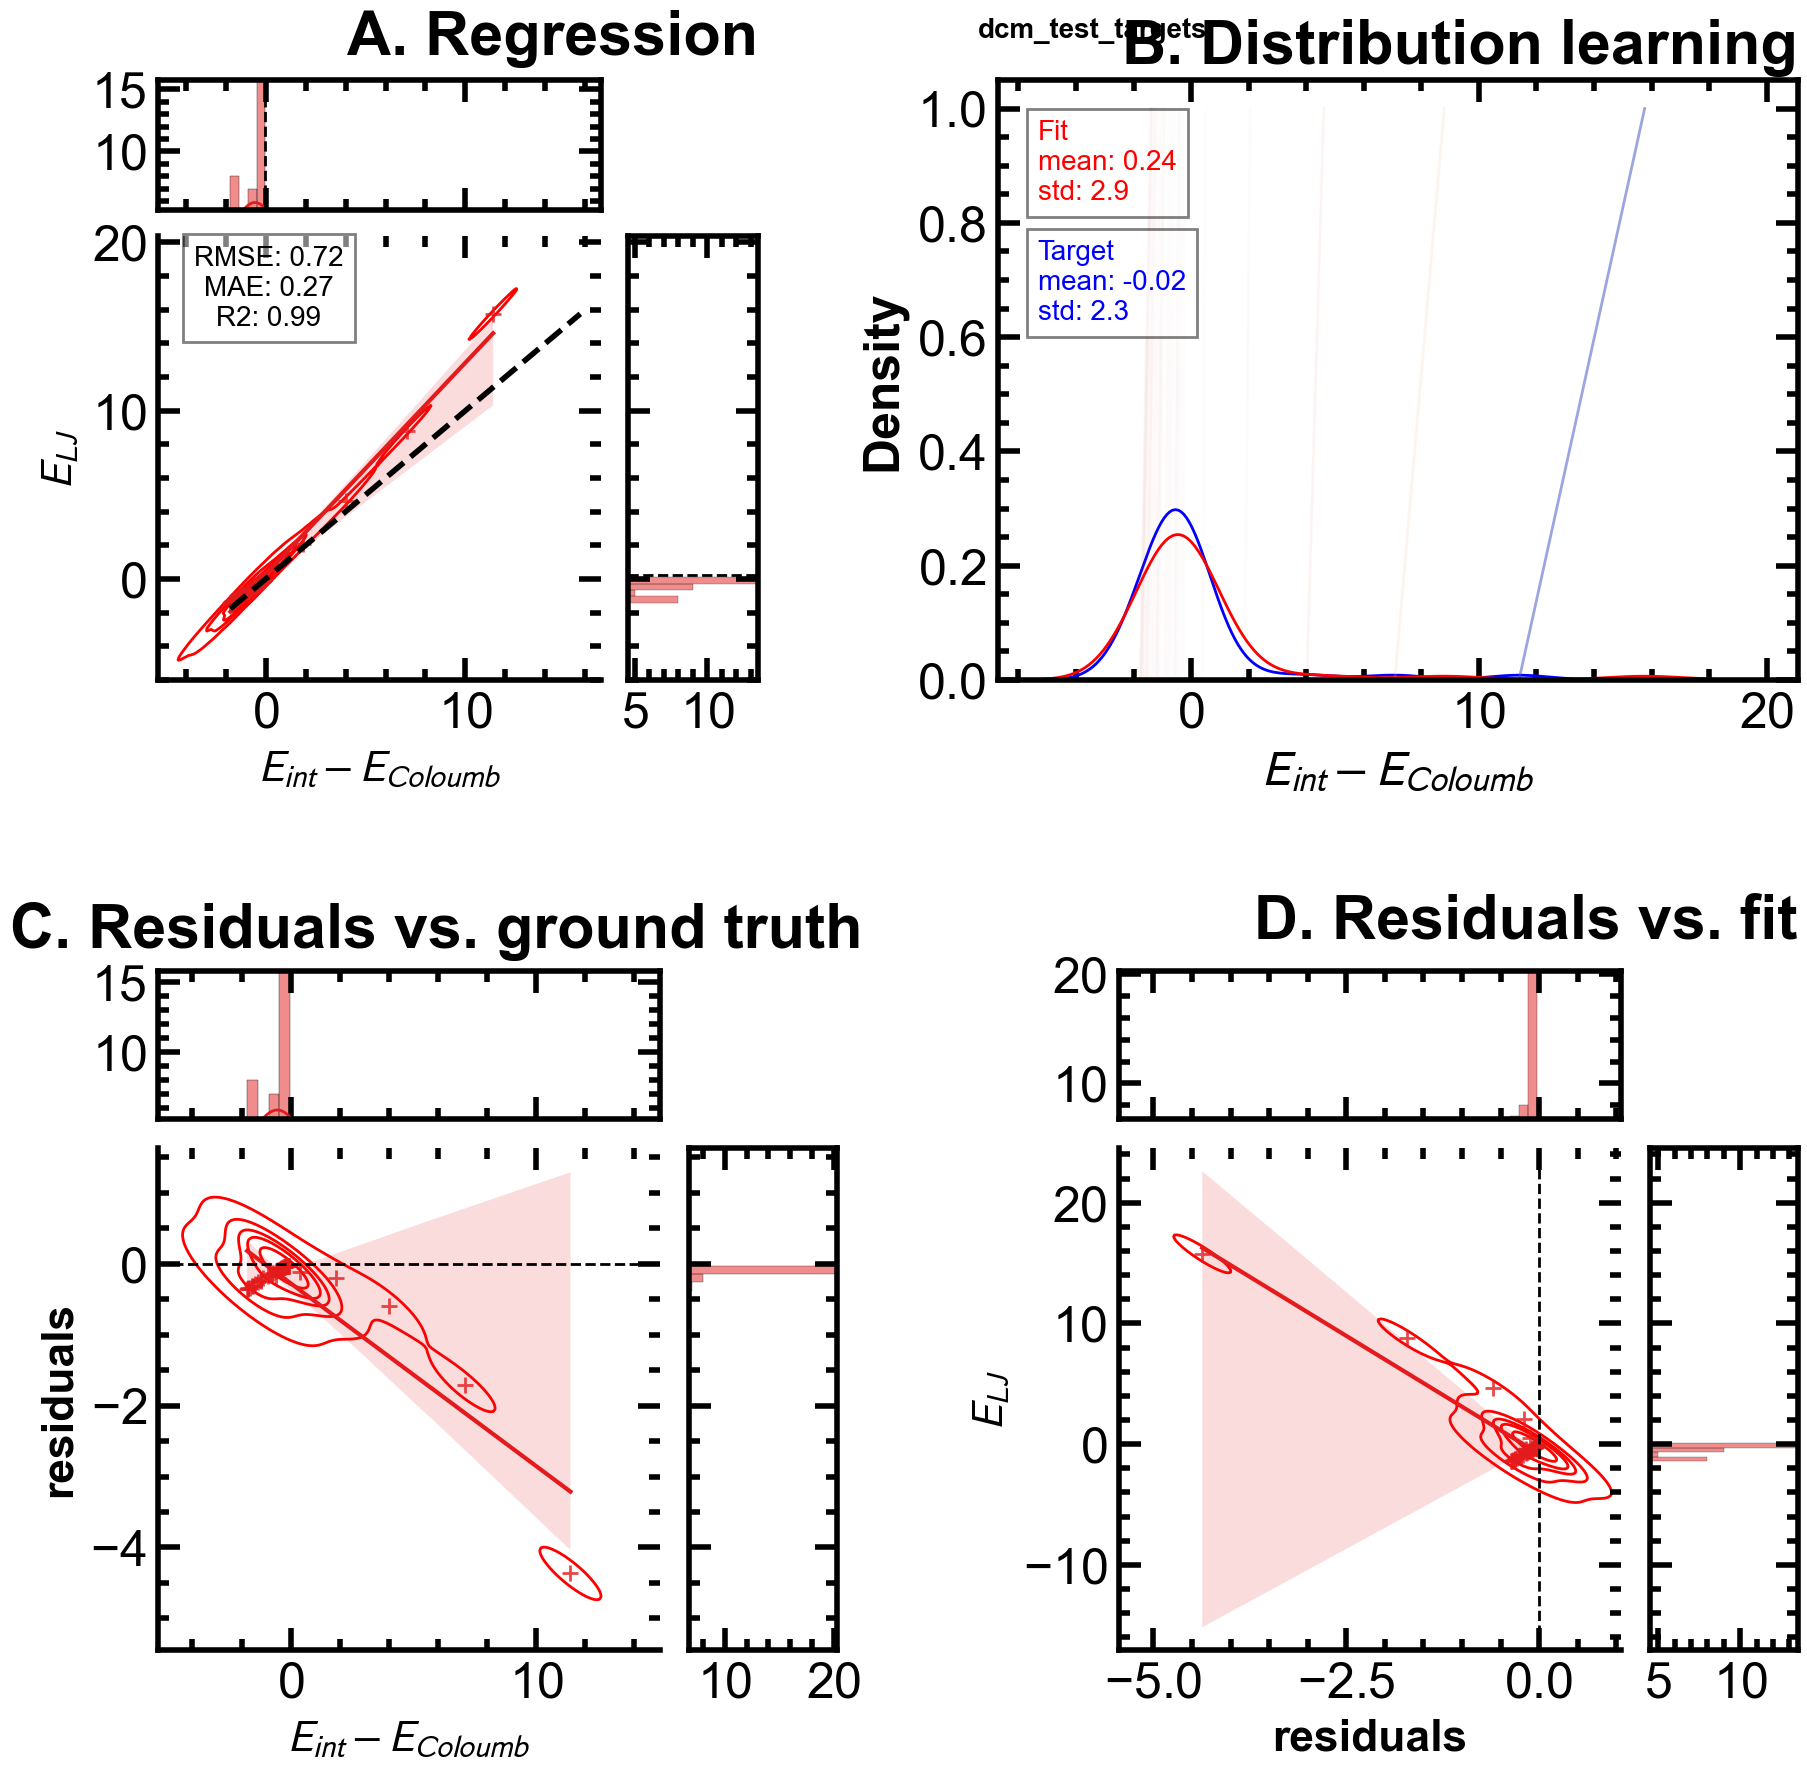 A. Regression
15
10
20
10
0
RMSE: 0.72
MAE: 0.27
R2: 0.99
E_{LJ}
0 10
5 10
E_{int} − E_{Coloumb}
dcm_test_targets
B. Distribution learning
1.0
0.8
0.6
0.4
0.2
0.0
Density
Fit
mean: 0.24
std: 2.9
Target
mean: -0.02
std: 2.3
0 10 20
E_{int} − E_{Coloumb}
C. Residuals vs. ground truth
15
10
0
−2
−4
residuals
0 10
10 20
E_{int} − E_{Coloumb}
D. Residuals vs. fit
20
10
20
10
0
−10
E_{LJ}
−5.0 −2.5 0.0
5 10
residuals